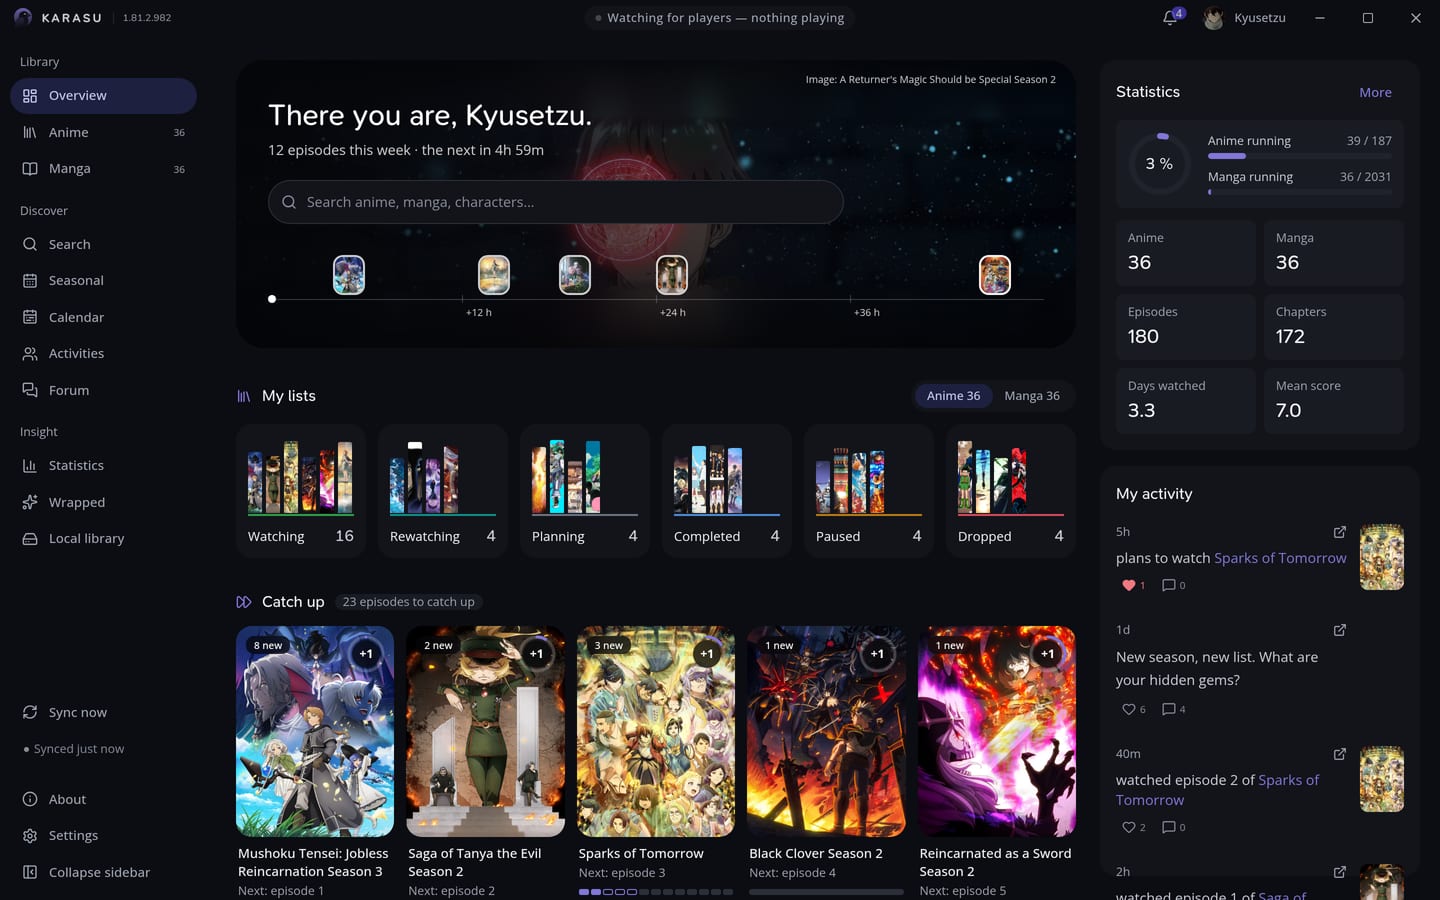 KARASU
1.81.2.982
Watching for players — nothing playing
4
Kyusetzu
Library
Overview
Anime 36
Manga 36
Discover
Search
Seasonal
Calendar
Activities
Forum
Insight
Statistics
Wrapped
Local library
Sync now
Synced just now
About
Settings
Collapse sidebar
Image: A Returner's Magic Should be Special Season 2
There you are, Kyusetzu.
12 episodes this week · the next in 4h 59m
Search anime, manga, characters...
+12 h
+24 h
+36 h
My lists
Anime 36
Manga 36
Watching 16
Rewatching 4
Planning 4
Completed 4
Paused 4
Dropped 4
Catch up
23 episodes to catch up
8 new
+1
2 new
+1
3 new
+1
1 new
+1
1 new
+1
Mushoku Tensei: Jobless
Reincarnation Season 3
Next: episode 1
Saga of Tanya the Evil
Season 2
Next: episode 2
Sparks of Tomorrow
Next: episode 3
Black Clover Season 2
Next: episode 4
Reincarnated as a Sword
Season 2
Next: episode 5
Statistics
More
3 %
Anime running 39 / 187
Manga running 36 / 2031
Anime
36
Manga
36
Episodes
180
Chapters
172
Days watched
3.3
Mean score
7.0
My activity
5h
plans to watch Sparks of Tomorrow
1 0
1d
New season, new list. What are
your hidden gems?
6 4
40m
watched episode 2 of Sparks of
Tomorrow
2 0
2h
watched episode 1 of Saga of